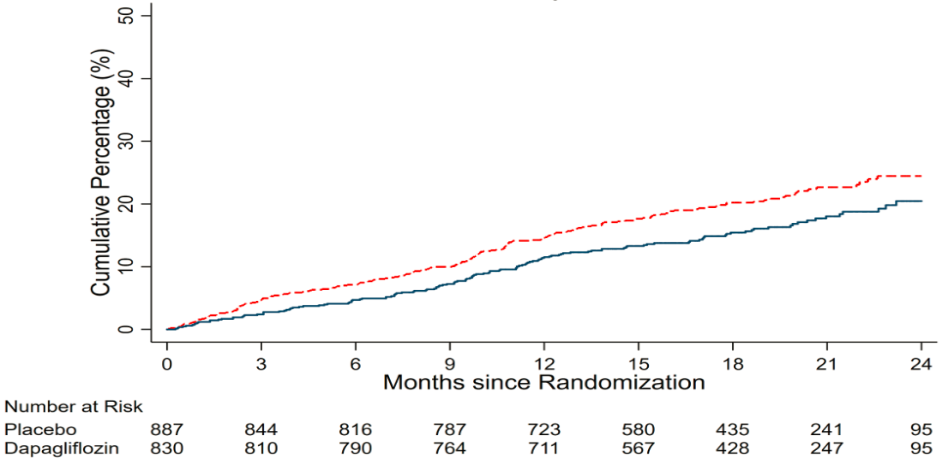 Cumulative Percentage (%)
50
40
30
20
10
0
0 3 6 9 12 15 18 21 24
Months since Randomization
Number at Risk
Placebo 887 844 816 787 723 580 435 241 95
Dapagliflozin 830 810 790 764 711 567 428 247 95